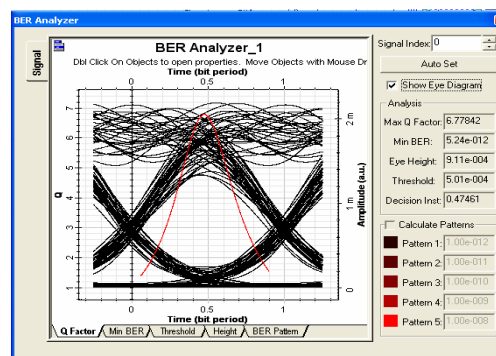 BER Analyzer
Signal Index: 0
Auto Set
Show Eye Diagram
Analysis
Max Q Factor: 6.77842
Min BER: 5.24e-012
Eye Height: 9.11e-004
Threshold: 5.01e-004
Decision Inst: 0.47461
Calculate Patterns
Pattern 1: 1.00e-012
Pattern 2: 1.00e-011
Pattern 3: 1.00e-010
Pattern 4: 1.00e-009
Pattern 5: 1.00e-008
Signal
BER Analyzer_1
Dbl Click On Objects to open properties. Move Objects with Mouse Dr
Time (bit period)
0 0.5 1
Q
7
6
5
4
3
2
1
Amplitude (a.u.)
2 m
1 m
0
0 0.5 1
Time (bit period)
Q Factor Min BER Threshold Height BER Pattern